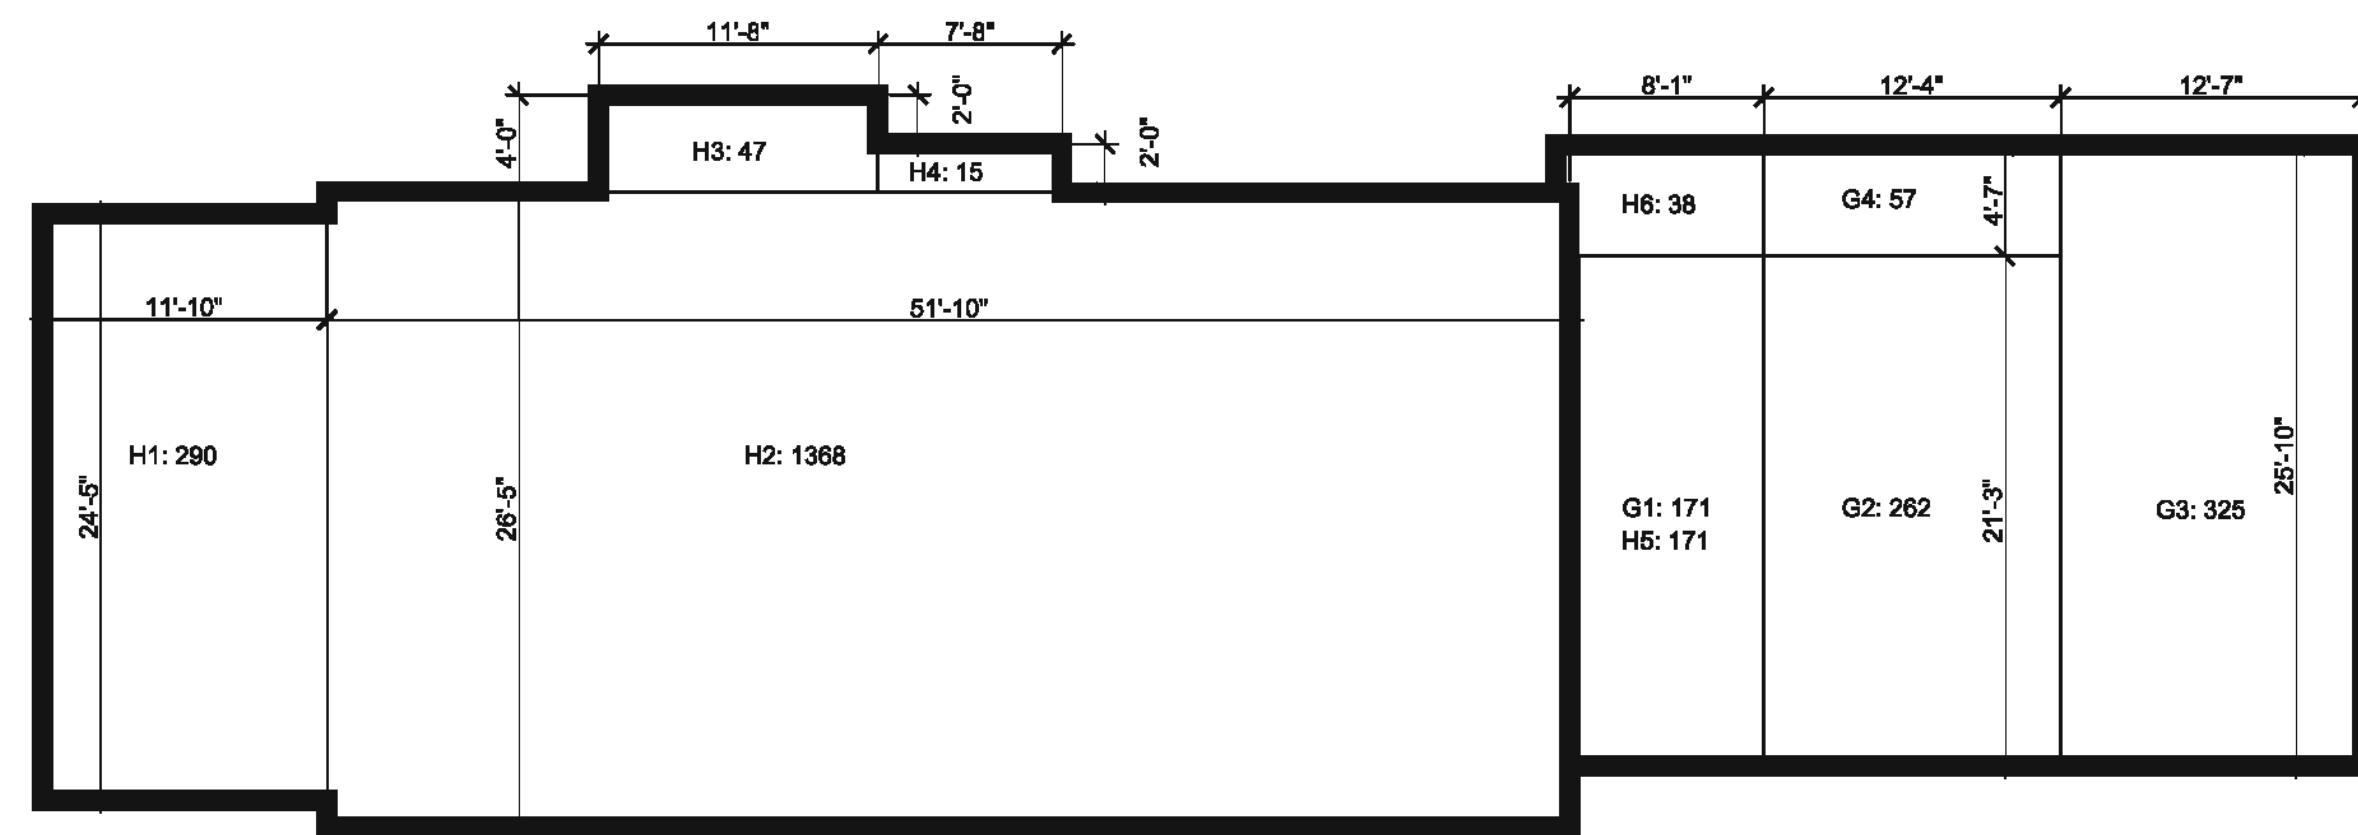 11'-8"
7'-8"
8'-1"
12'-4"
12'-7"
4'-0"
2'-0"
2'-0"
H3: 47
H4: 15
H6: 38
G4: 57
4'-7"
11'-10"
51'-10"
H1: 290
H2: 1368
24'-5"
26'-5"
G1: 171
H5: 171
G2: 262
21'-3"
G3: 325
25'-10"